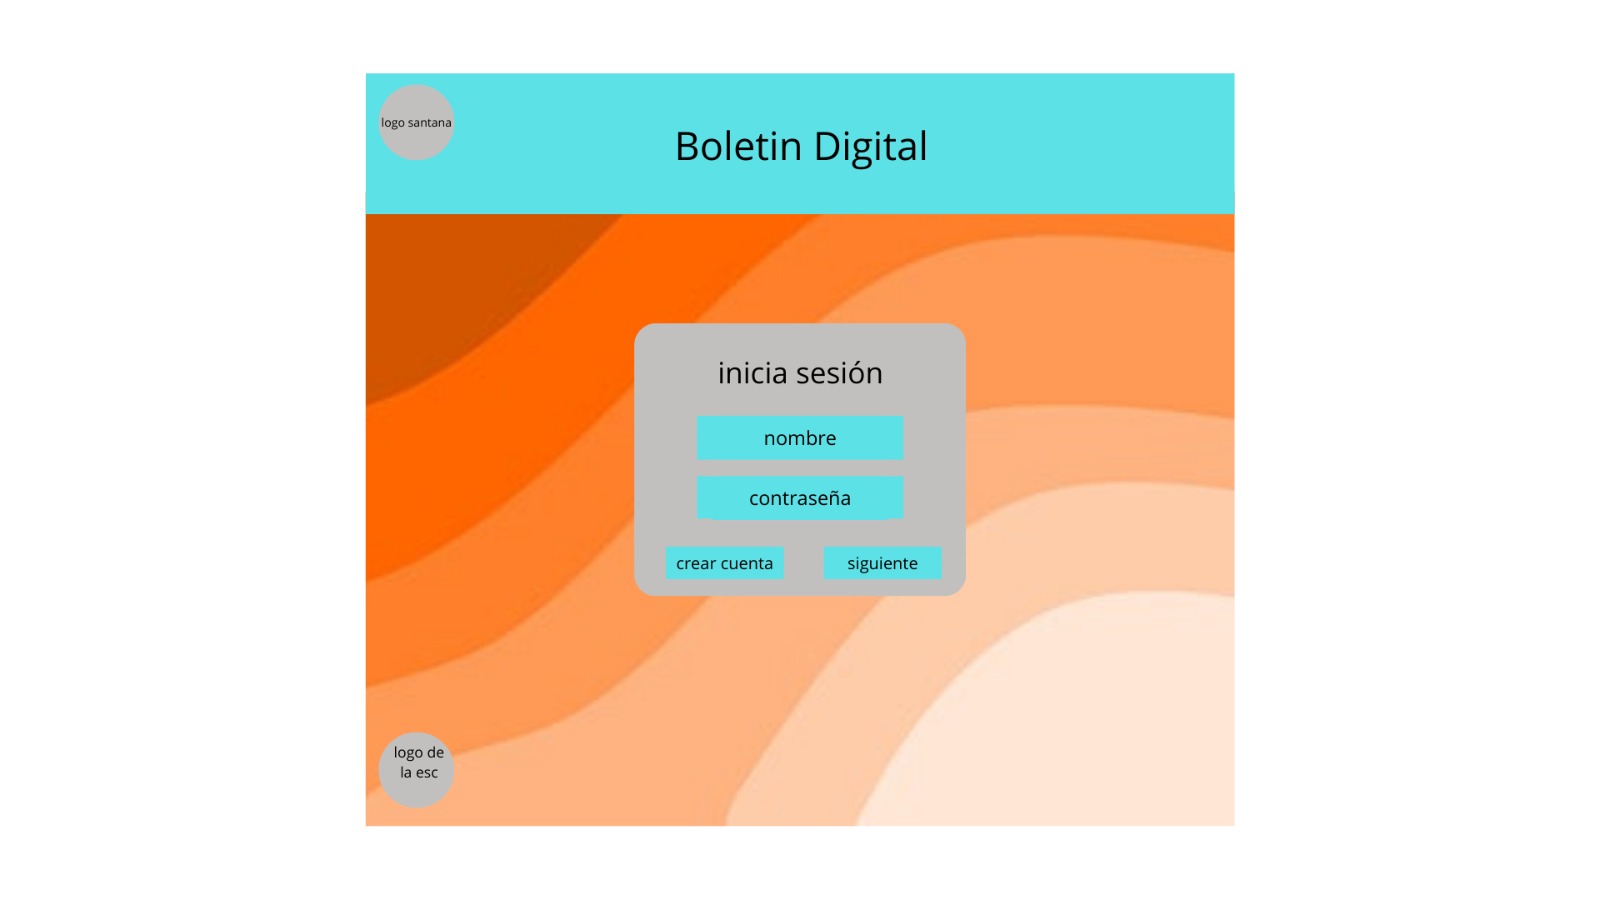 logo santana
Boletin Digital
inicia sesión
nombre
contraseña
crear cuenta
siguiente
logo de
la esc